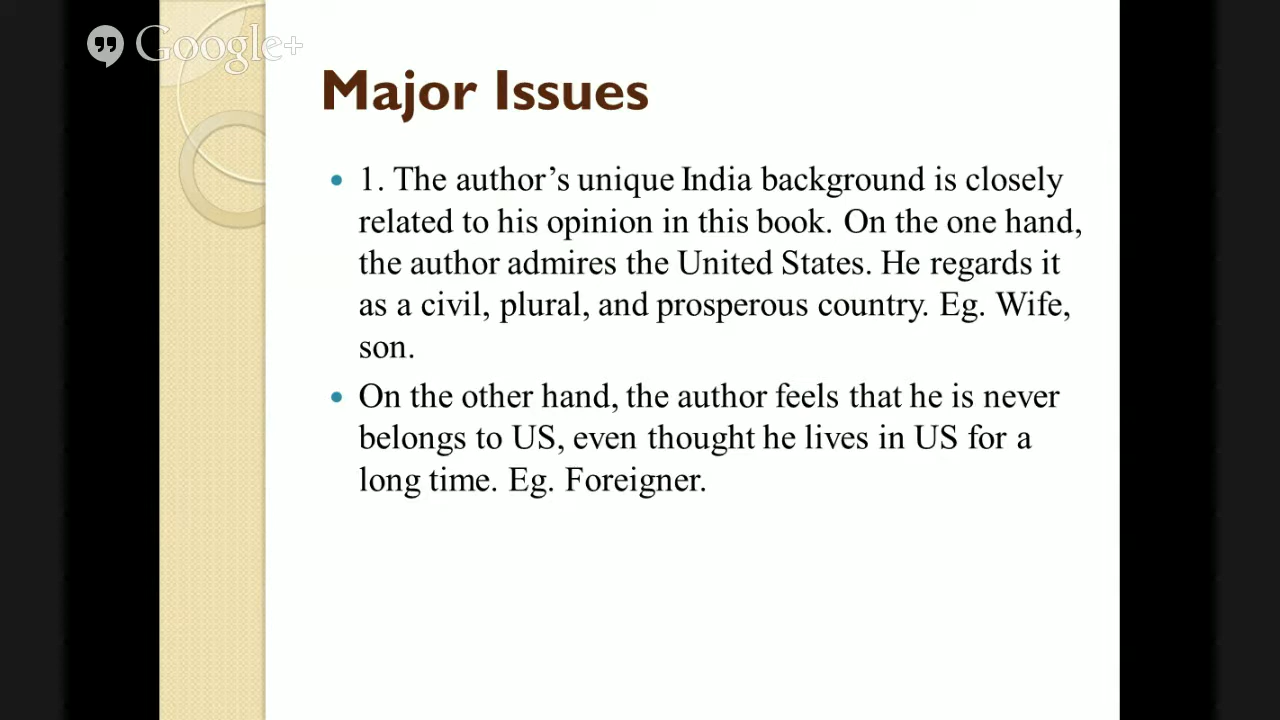 Google+
Major Issues
• 1. The author’s unique India background is closely
related to his opinion in this book. On the one hand,
the author admires the United States. He regards it
as a civil, plural, and prosperous country. Eg. Wife,
son.
• On the other hand, the author feels that he is never
belongs to US, even thought he lives in US for a
long time. Eg. Foreigner.